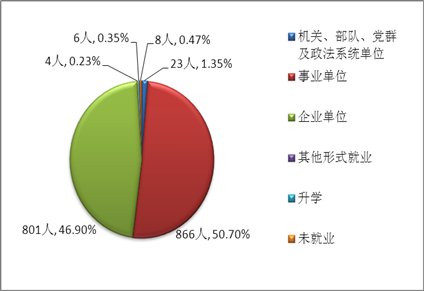 6人, 0.35%
8人, 0.47%
4人, 0.23%
23人, 1.35%
801人, 46.90%
866人, 50.70%
机关、部队、党群
及政法系统单位
事业单位
企业单位
其他形式就业
升学
未就业